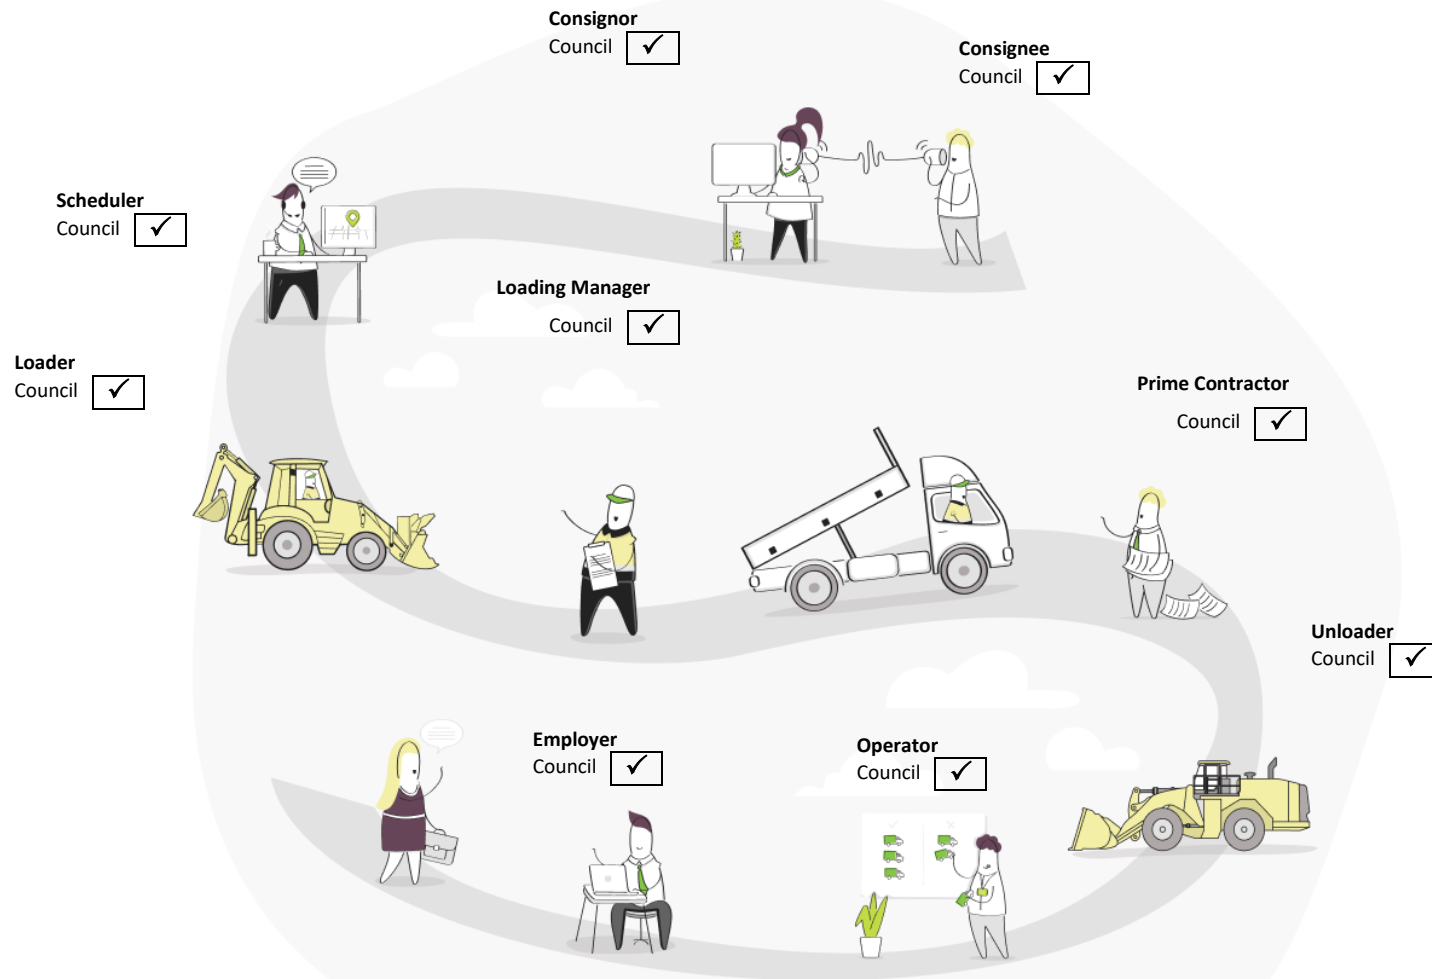 Consignor
Council ✓
Consignee
Council ✓
Scheduler
Council ✓
Loading Manager
Council ✓
Loader
Council ✓
Prime Contractor
Council ✓
Unloader
Council ✓
Employer
Council ✓
Operator
Council ✓